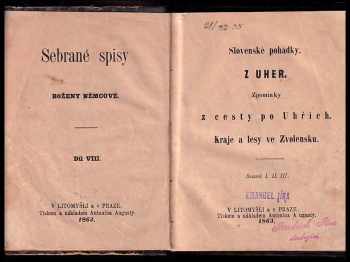 Sebrané spisy
BOŽENY NĚMCOVÉ.
Díl VIII.
V LITOMYŠLI a v PRAZE.
Tiskem a nákladem Antonína Augusty.
1863.
Slovenské pohádky.
Z UHER.
Zpomínky
z cesty po Uhřích.
Kraje a lesy ve Zvolensku.
Svazek I. II. III.
V LITOMYŠLI a v PRAZE.
Tiskem a nákladem Antonína Augusty.
1863.